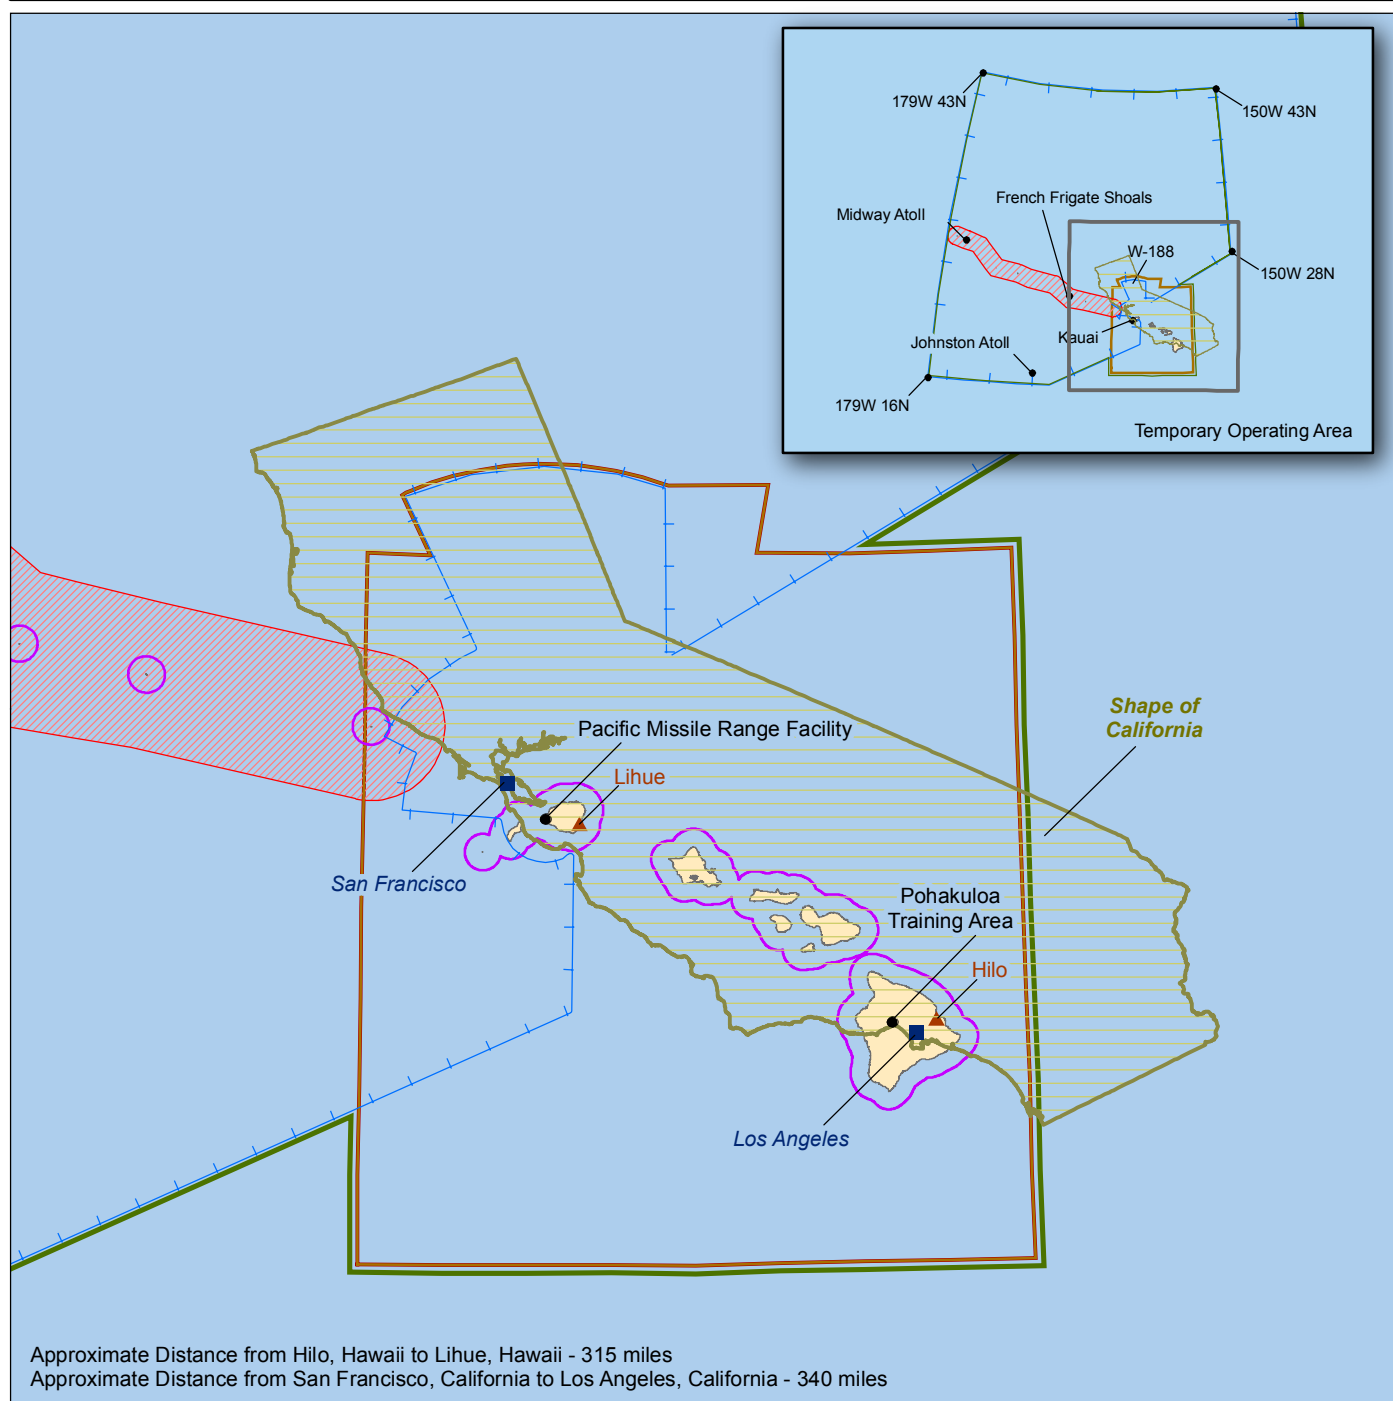 179W 43N
150W 43N
French Frigate Shoals
Midway Atoll
W-188
150W 28N
Kauai
Johnston Atoll
179W 16N
Temporary Operating Area
Shape of
California
Pacific Missile Range Facility
Lihue
San Francisco
Pohakuloa
Training Area
Hilo
Los Angeles
Approximate Distance from Hilo, Hawaii to Lihue, Hawaii - 315 miles
Approximate Distance from San Francisco, California to Los Angeles, California - 340 miles